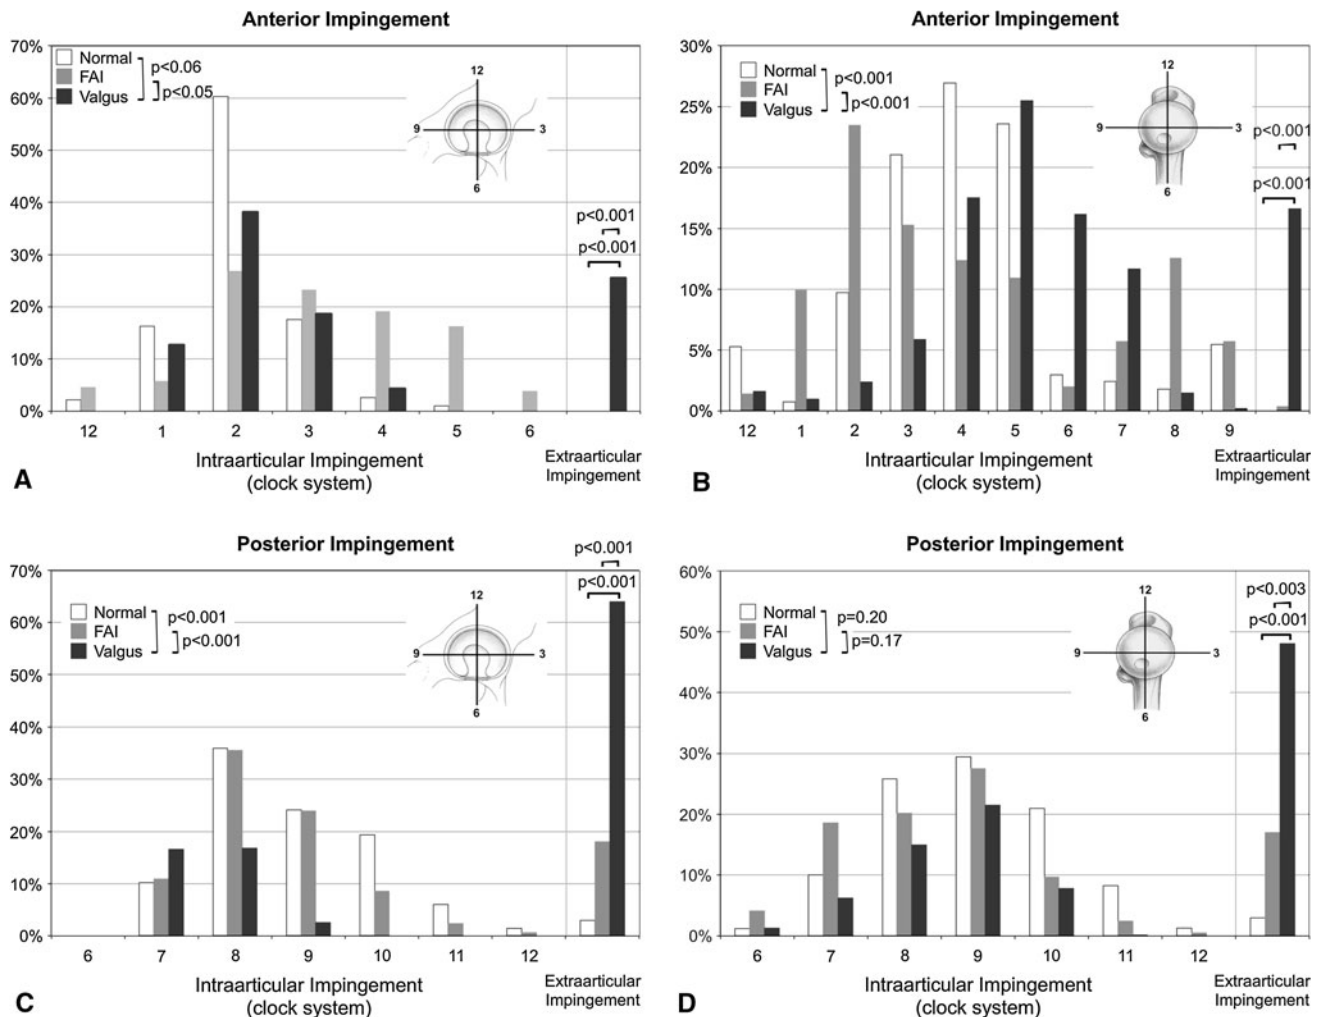 Anterior Impingement
70%
60%
50%
40%
30%
20%
10%
0%
Normal
FAI
Valgus
p<0.06
p<0.05
12
9
3
6
p<0.001
p<0.001
12 1 2 3 4 5 6
Intraarticular Impingement
(clock system)
Extraarticular
Impingement
A
Anterior Impingement
30%
25%
20%
15%
10%
5%
0%
Normal
FAI
Valgus
p<0.001
p<0.001
12
9
3
6
p<0.001
p<0.001
12 1 2 3 4 5 6 7 8 9
Intraarticular Impingement
(clock system)
Extraarticular
Impingement
B
Posterior Impingement
70%
60%
50%
40%
30%
20%
10%
0%
Normal
FAI
Valgus
p<0.001
p<0.001
12
9
3
6
p<0.001
p<0.001
6 7 8 9 10 11 12
Intraarticular Impingement
(clock system)
Extraarticular
Impingement
C
Posterior Impingement
60%
50%
40%
30%
20%
10%
0%
Normal
FAI
Valgus
p=0.20
p=0.17
12
9
3
6
p<0.003
p<0.001
6 7 8 9 10 11 12
Intraarticular Impingement
(clock system)
Extraarticular
Impingement
D